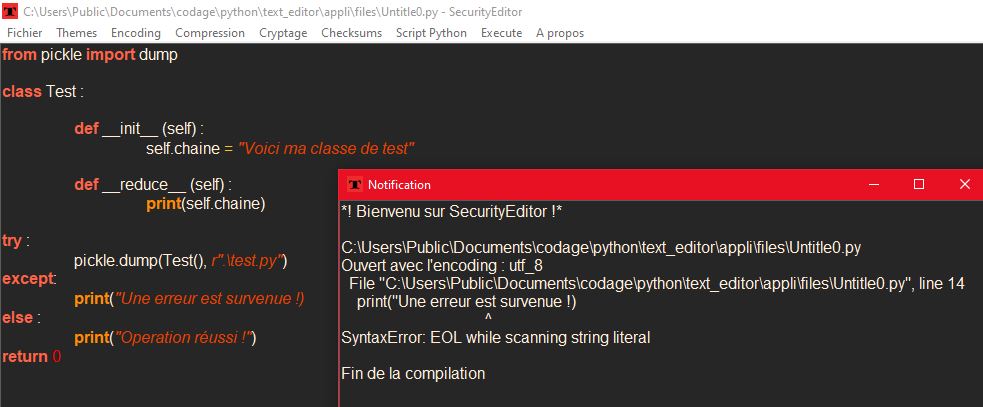 C:\Users\Public\Documents\codage\python\text_editor\appli\files\Untitle0.py - SecurityEditor
Fichier Themes Encoding Compression Cryptage Checksums Script Python Execute A propos
from pickle import dump
class Test :
def __init__ (self) :
self.chaine = "Voici ma classe de test"
def __reduce__ (self) :
print(self.chaine)
try :
pickle.dump(Test(), r".\test.py")
except:
print("Une erreur est survenue !)
else :
print("Operation réussi !")
return 0
Notification
*! Bienvenu sur SecurityEditor !*
C:\Users\Public\Documents\codage\python\text_editor\appli\files\Untitle0.py
Ouvert avec l'encoding : utf_8
File "C:\Users\Public\Documents\codage\python\text_editor\appli\files\Untitle0.py", line 14
print("Une erreur est survenue !)
^
SyntaxError: EOL while scanning string literal
Fin de la compilation